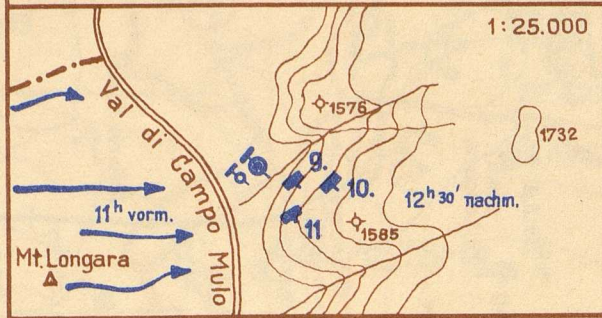 1:25.000
Val di Campo Mulo
1576
1732
9.
10.
11
12ʰ 30' nachm.
11ʰ vorm.
1585
Mt. Longara